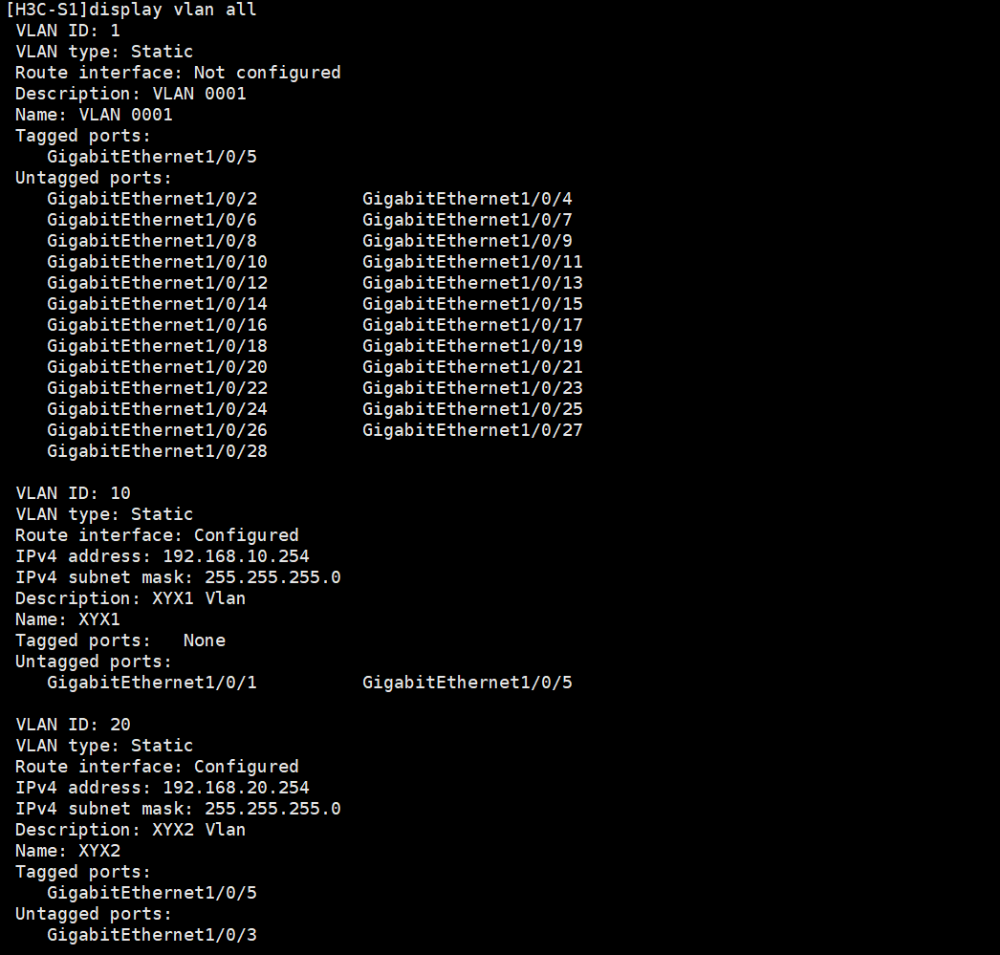 [H3C-S1]display vlan all
VLAN ID: 1
VLAN type: Static
Route interface: Not configured
Description: VLAN 0001
Name: VLAN 0001
Tagged ports:
GigabitEthernet1/0/5
Untagged ports:
GigabitEthernet1/0/2 GigabitEthernet1/0/4
GigabitEthernet1/0/6 GigabitEthernet1/0/7
GigabitEthernet1/0/8 GigabitEthernet1/0/9
GigabitEthernet1/0/10 GigabitEthernet1/0/11
GigabitEthernet1/0/12 GigabitEthernet1/0/13
GigabitEthernet1/0/14 GigabitEthernet1/0/15
GigabitEthernet1/0/16 GigabitEthernet1/0/17
GigabitEthernet1/0/18 GigabitEthernet1/0/19
GigabitEthernet1/0/20 GigabitEthernet1/0/21
GigabitEthernet1/0/22 GigabitEthernet1/0/23
GigabitEthernet1/0/24 GigabitEthernet1/0/25
GigabitEthernet1/0/26 GigabitEthernet1/0/27
GigabitEthernet1/0/28
VLAN ID: 10
VLAN type: Static
Route interface: Configured
IPv4 address: 192.168.10.254
IPv4 subnet mask: 255.255.255.0
Description: XYX1 Vlan
Name: XYX1
Tagged ports: None
Untagged ports:
GigabitEthernet1/0/1 GigabitEthernet1/0/5
VLAN ID: 20
VLAN type: Static
Route interface: Configured
IPv4 address: 192.168.20.254
IPv4 subnet mask: 255.255.255.0
Description: XYX2 Vlan
Name: XYX2
Tagged ports:
GigabitEthernet1/0/5
Untagged ports:
GigabitEthernet1/0/3